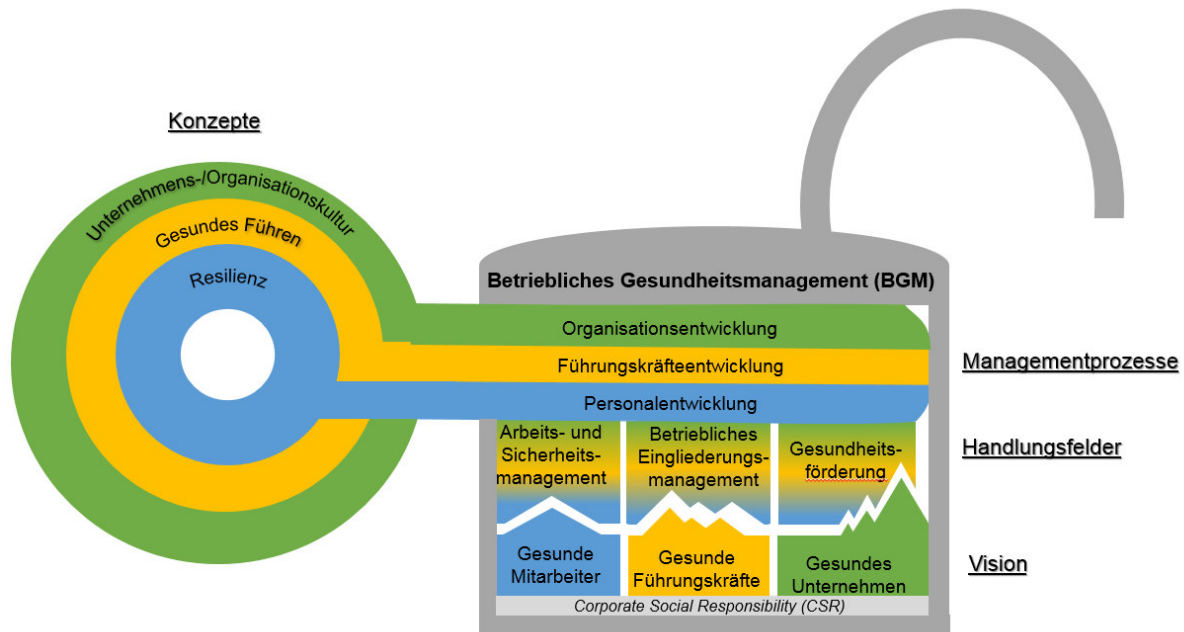 Konzepte
Unternehmens-/Organisationskultur
Gesundes Führen
Resilienz
Betriebliches Gesundheitsmanagement (BGM)
Organisationsentwicklung
Führungskräfteentwicklung
Personalentwicklung
Managementprozesse
Arbeits- und
Sicherheits-
management
Betriebliches
Eingliederungs-
management
Gesundheits-
förderung
Handlungsfelder
Gesunde
Mitarbeiter
Gesunde
Führungskräfte
Gesundes
Unternehmen
Vision
Corporate Social Responsibility (CSR)